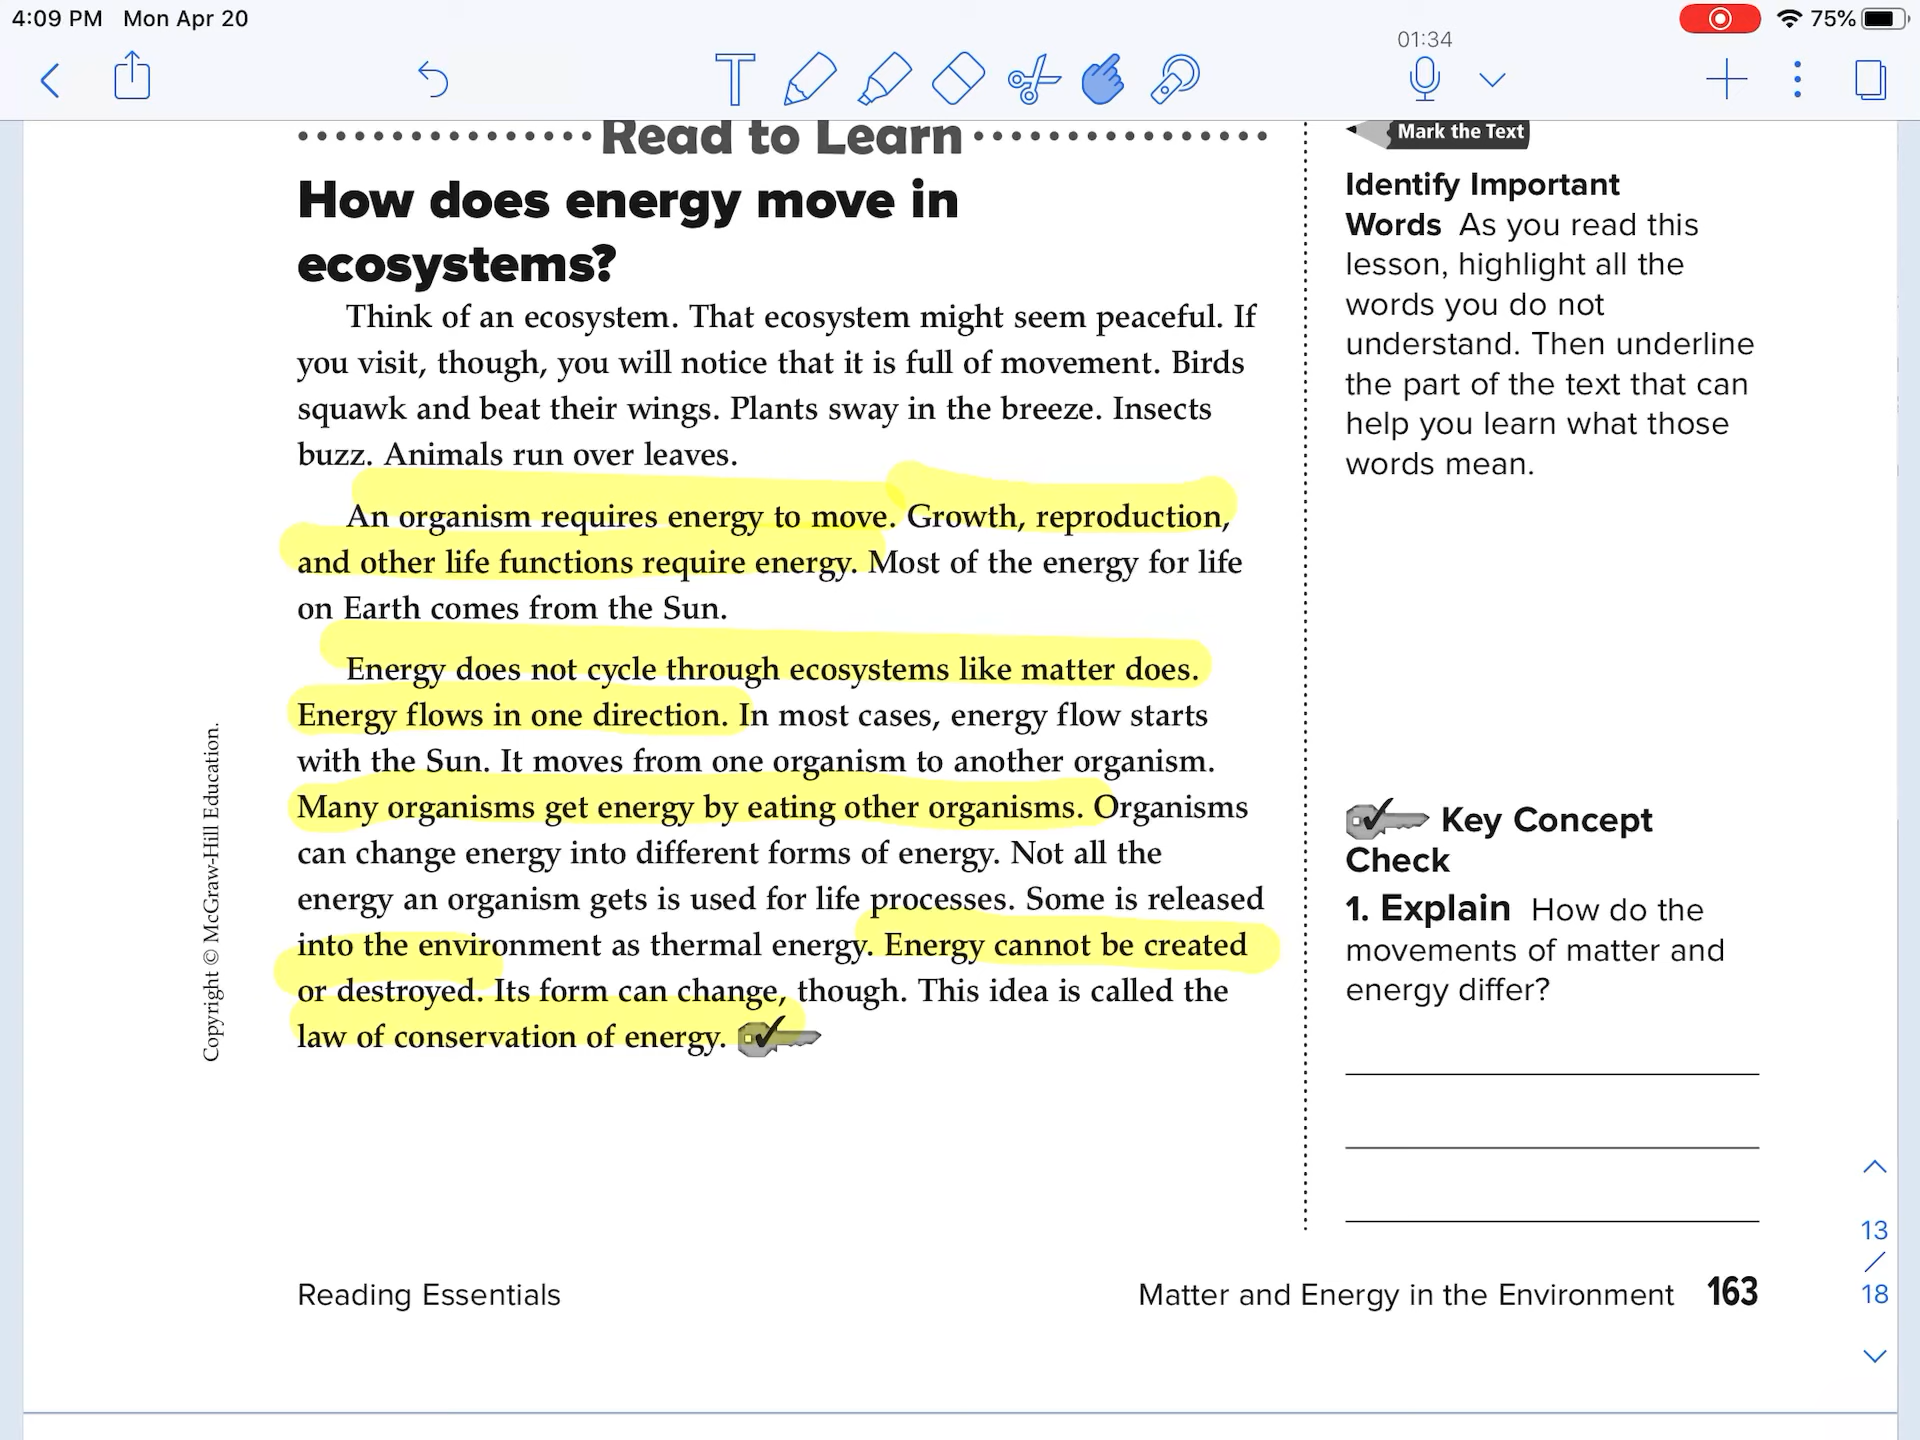 4:09 PM Mon Apr 20
75%
01:34
Read to Learn
How does energy move in
ecosystems?
Think of an ecosystem. That ecosystem might seem peaceful. If
you visit, though, you will notice that it is full of movement. Birds
squawk and beat their wings. Plants sway in the breeze. Insects
buzz. Animals run over leaves.
An organism requires energy to move. Growth, reproduction,
and other life functions require energy. Most of the energy for life
on Earth comes from the Sun.
Energy does not cycle through ecosystems like matter does.
Energy flows in one direction. In most cases, energy flow starts
with the Sun. It moves from one organism to another organism.
Many organisms get energy by eating other organisms. Organisms
can change energy into different forms of energy. Not all the
energy an organism gets is used for life processes. Some is released
into the environment as thermal energy. Energy cannot be created
or destroyed. Its form can change, though. This idea is called the
law of conservation of energy.
Mark the Text
Identify Important
Words As you read this
lesson, highlight all the
words you do not
understand. Then underline
the part of the text that can
help you learn what those
words mean.
Key Concept
Check
1. Explain How do the
movements of matter and
energy differ?
Copyright © McGraw-Hill Education.
Reading Essentials
Matter and Energy in the Environment 163
13
/
18